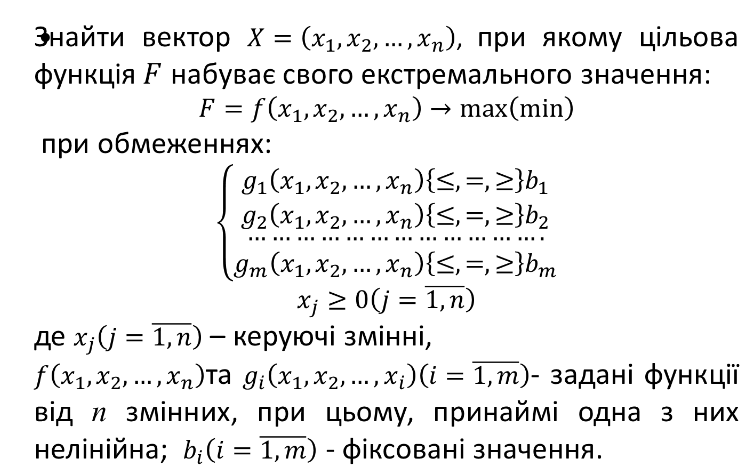 •Знайти вектор X = (x₁, x₂, ..., xₙ), при якому цільова
функція F набуває свого екстремального значення:
F = f(x₁, x₂, ..., xₙ) → max(min)
при обмеженнях:
g₁(x₁, x₂, ..., xₙ){≤, =, ≥}b₁
g₂(x₁, x₂, ..., xₙ){≤, =, ≥}b₂
... ... ... ... ... ... ... ... ... ... ... ... .
gₘ(x₁, x₂, ..., xₙ){≤, =, ≥}bₘ
xⱼ ≥ 0(j = 1, n̅)
де xⱼ(j = 1, n̅) – керуючі змінні,
f(x₁, x₂, ..., xₙ)та gᵢ(x₁, x₂, ..., xᵢ)(i = 1, m̅)- задані функції
від n змінних, при цьому, принаймі одна з них
нелінійна; bᵢ(i = 1, m̅) - фіксовані значення.